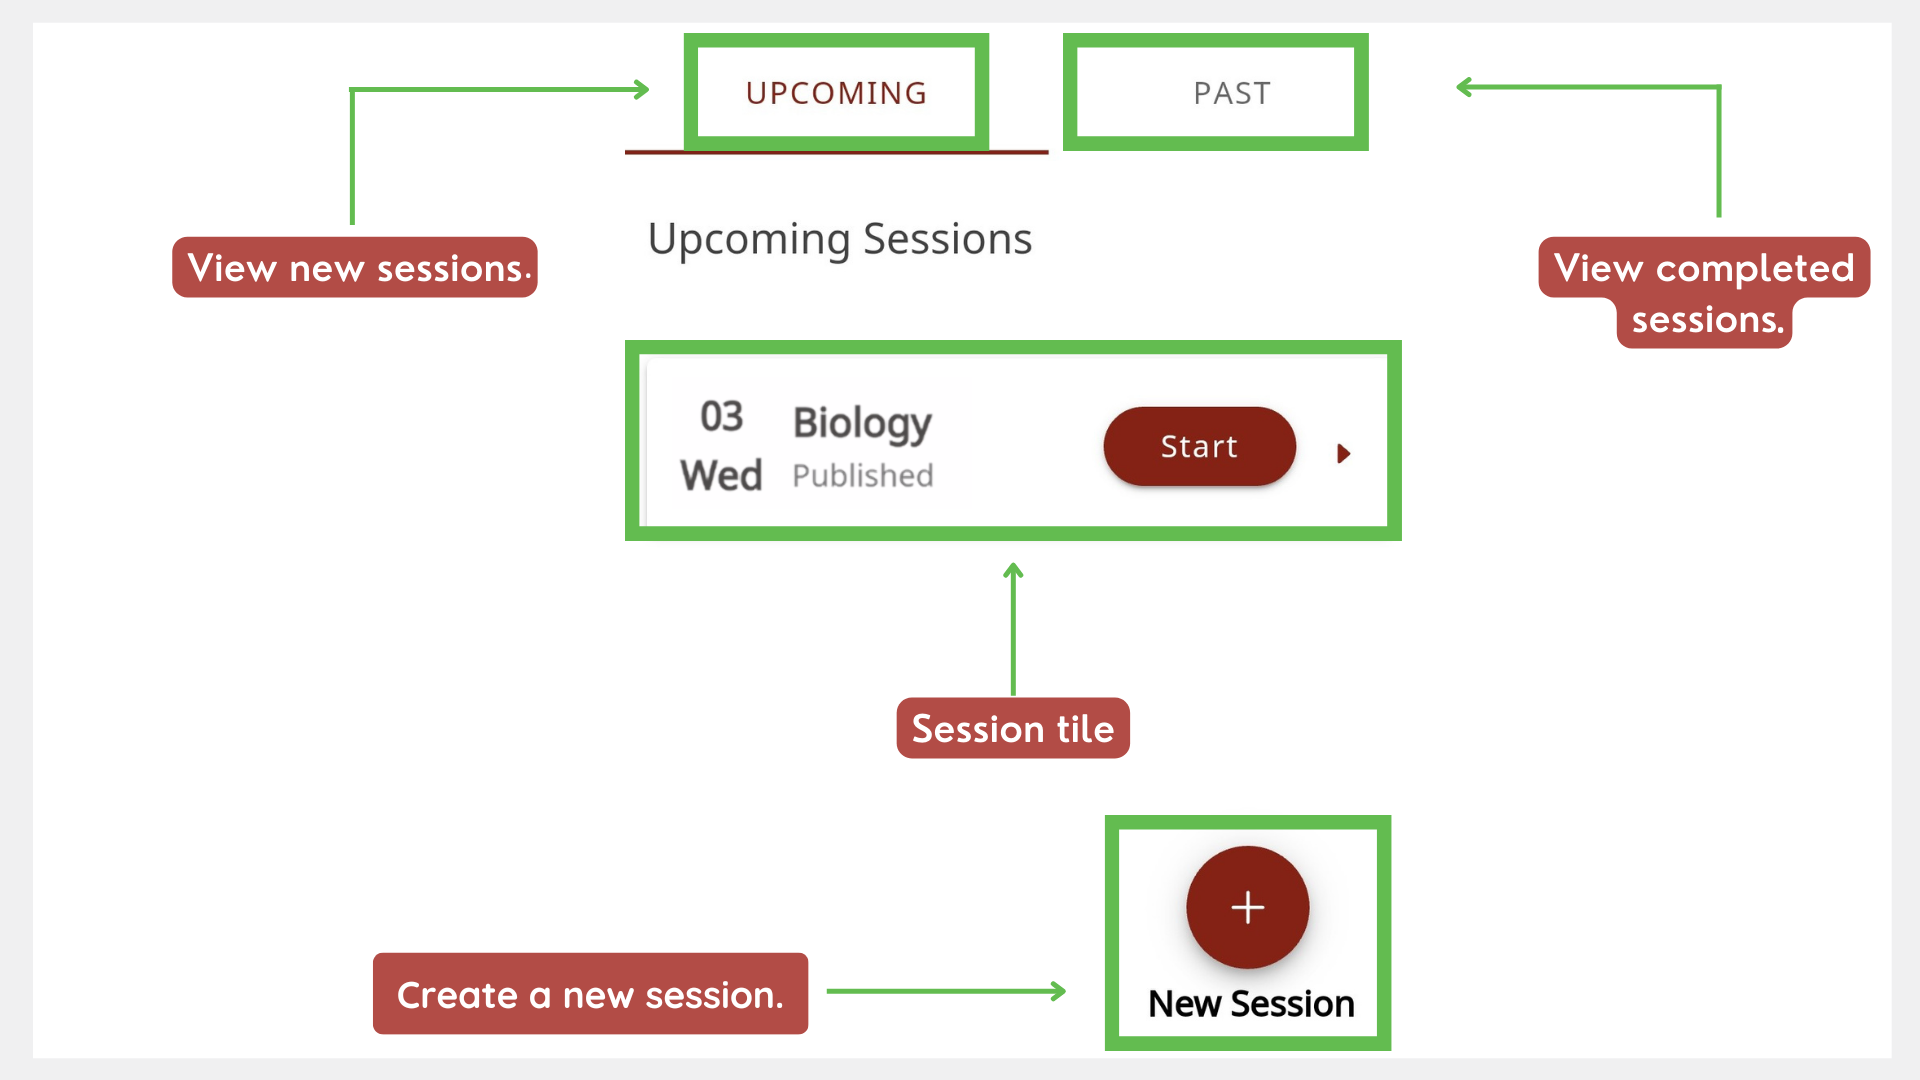 UPCOMING
PAST
View new sessions.
Upcoming Sessions
View completed
sessions.
03
Wed
Biology
Published
Start
Session tile
+
New Session
Create a new session.